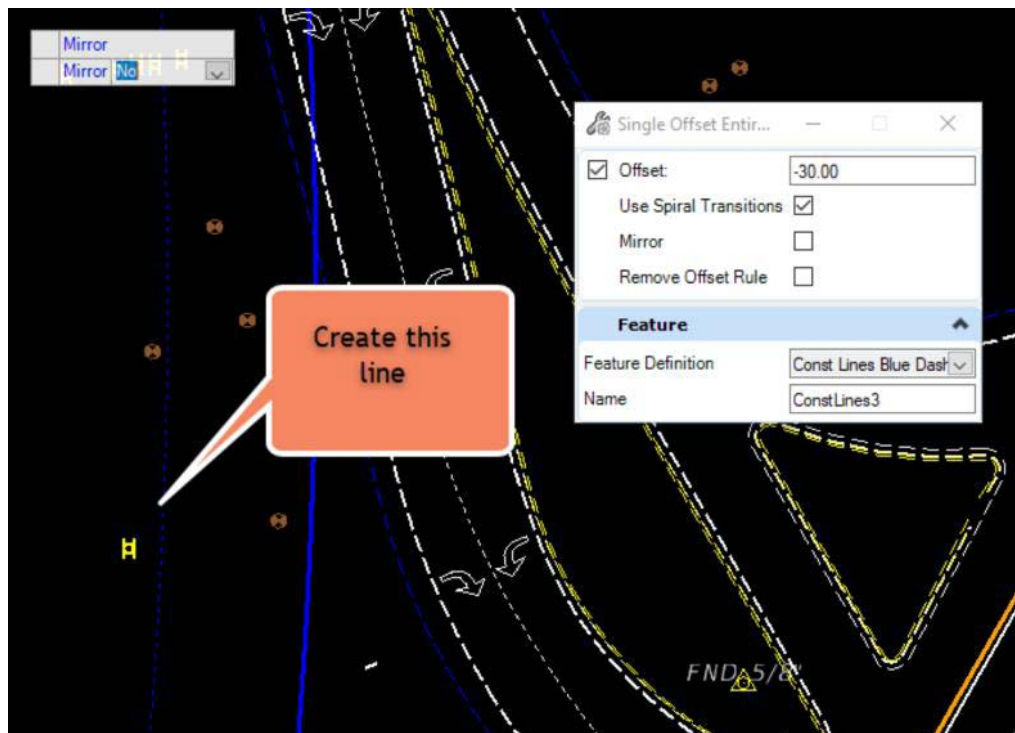 Mirror
Mirror No
Single Offset Entir...
Offset: -30.00
Use Spiral Transitions
Mirror
Remove Offset Rule
Feature
Feature Definition Const Lines Blue Dash
Name ConstLines3
Create this
line
H
FND 5/8"